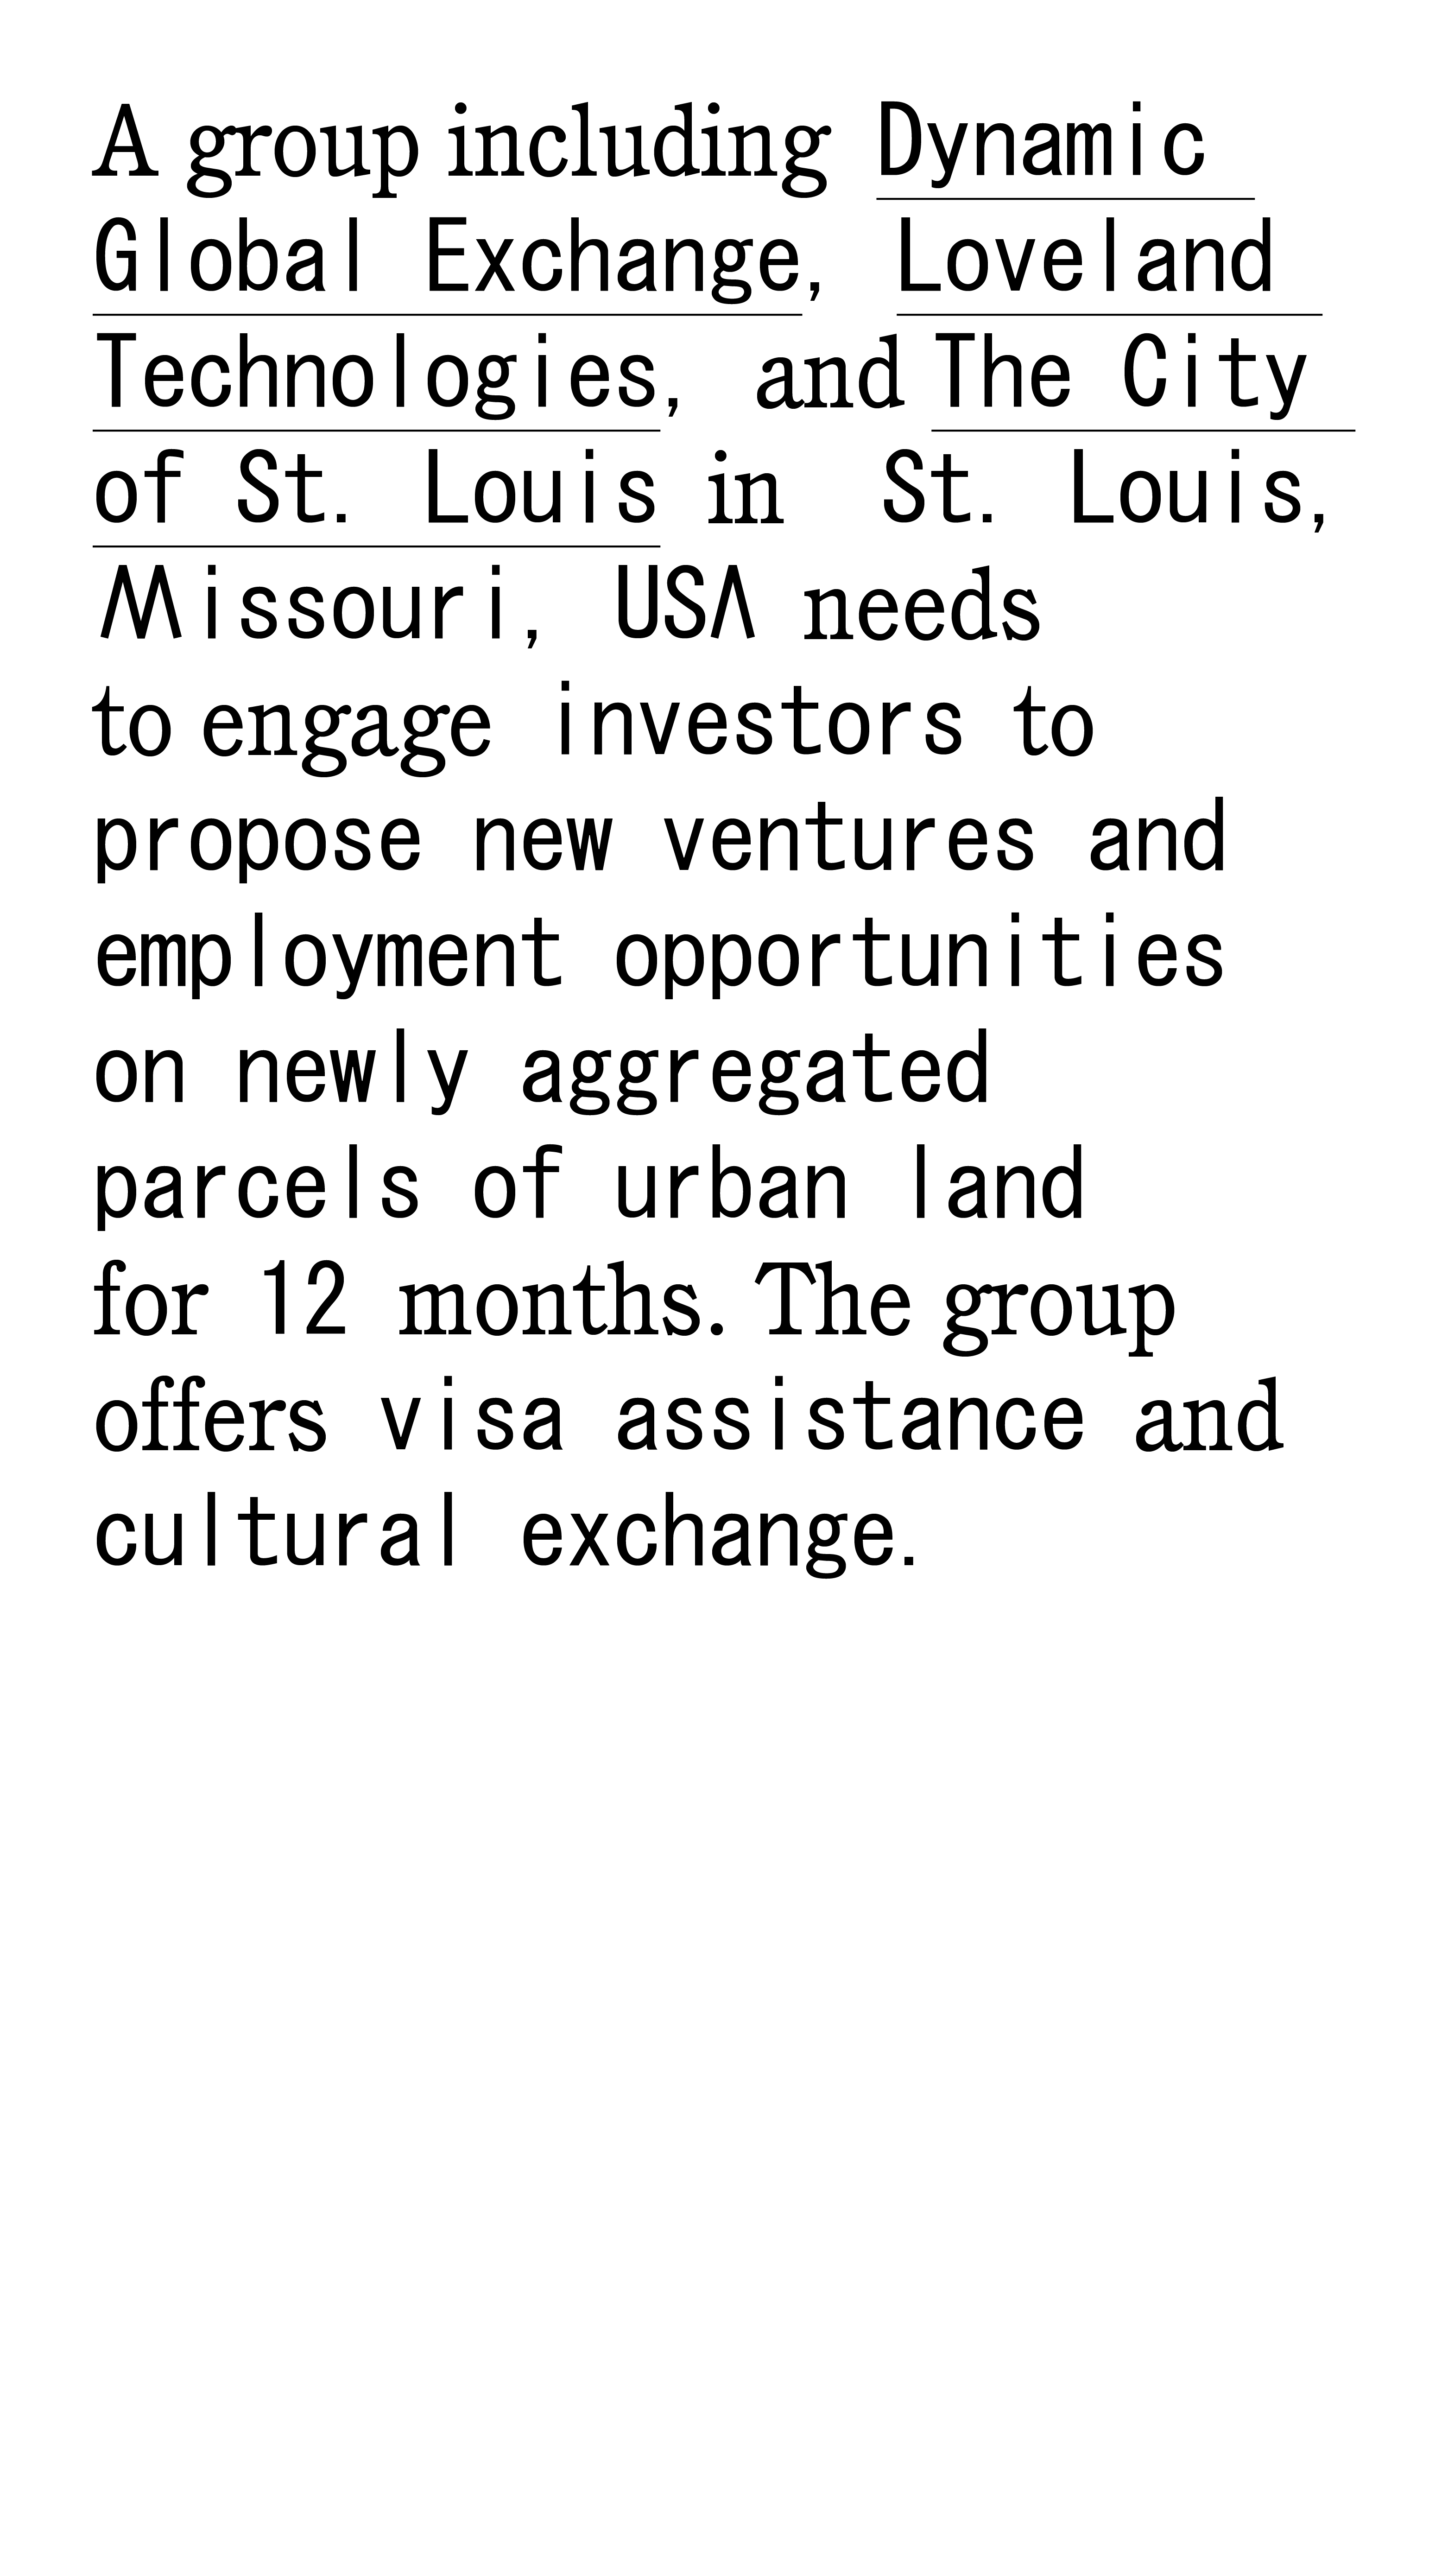 A group including Dynamic
Global Exchange, Loveland
Technologies, and The City
of St. Louis in St. Louis,
Missouri, USA needs
to engage investors to
propose new ventures and
employment opportunities
on newly aggregated
parcels of urban land
for 12 months. The group
offers visa assistance and
cultural exchange.